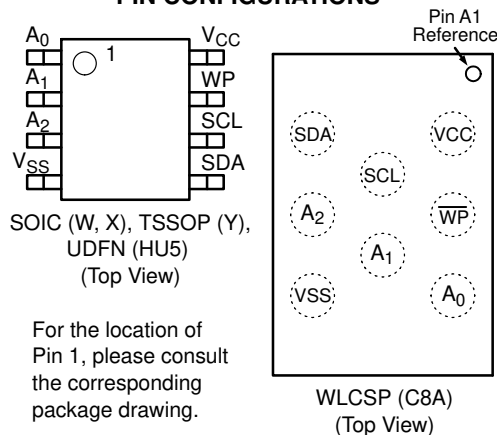 PIN CONFIGURATIONS
A0
1
VCC
A1
WP
A2
SCL
VSS
SDA
SOIC (W, X), TSSOP (Y),
UDFN (HU5)
(Top View)
For the location of
Pin 1, please consult
the corresponding
package drawing.
Pin A1
Reference
SDA
VCC
SCL
A2
WP
A1
VSS
A0
WLCSP (C8A)
(Top View)